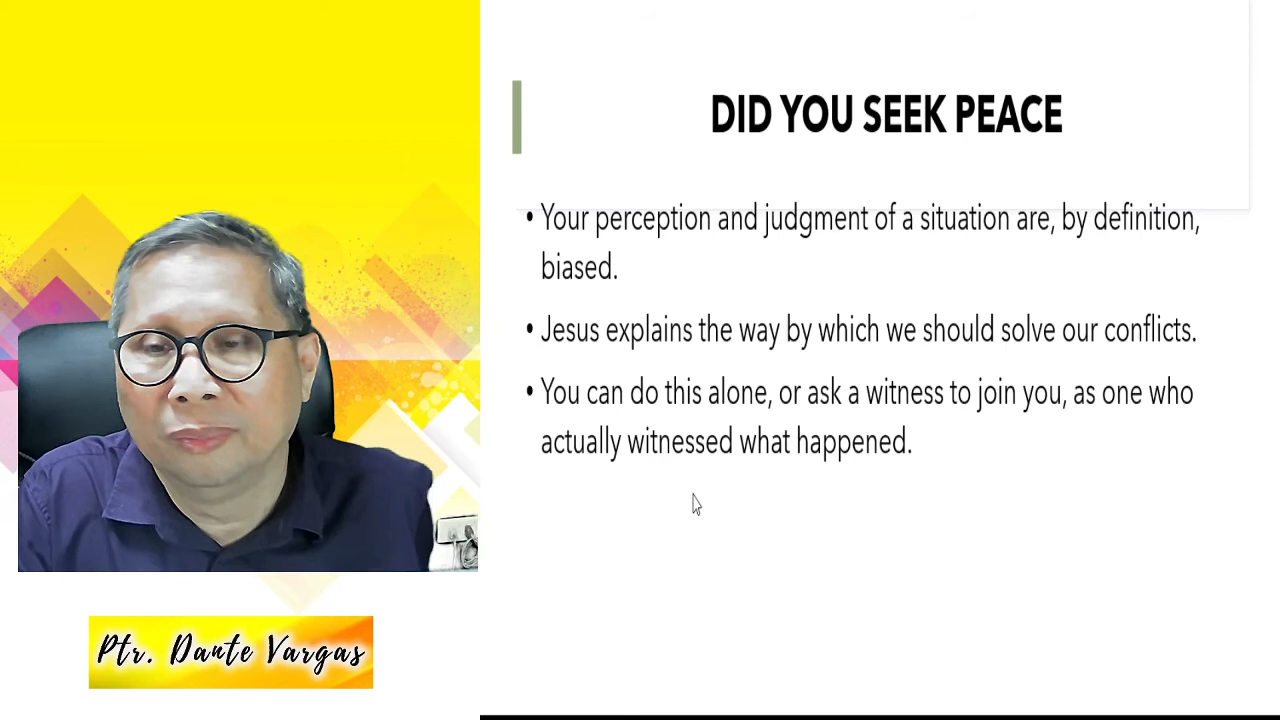 DID YOU SEEK PEACE
• Your perception and judgment of a situation are, by definition,
biased.
• Jesus explains the way by which we should solve our conflicts.
• You can do this alone, or ask a witness to join you, as one who
actually witnessed what happened.
Ptr. Dante Vargas